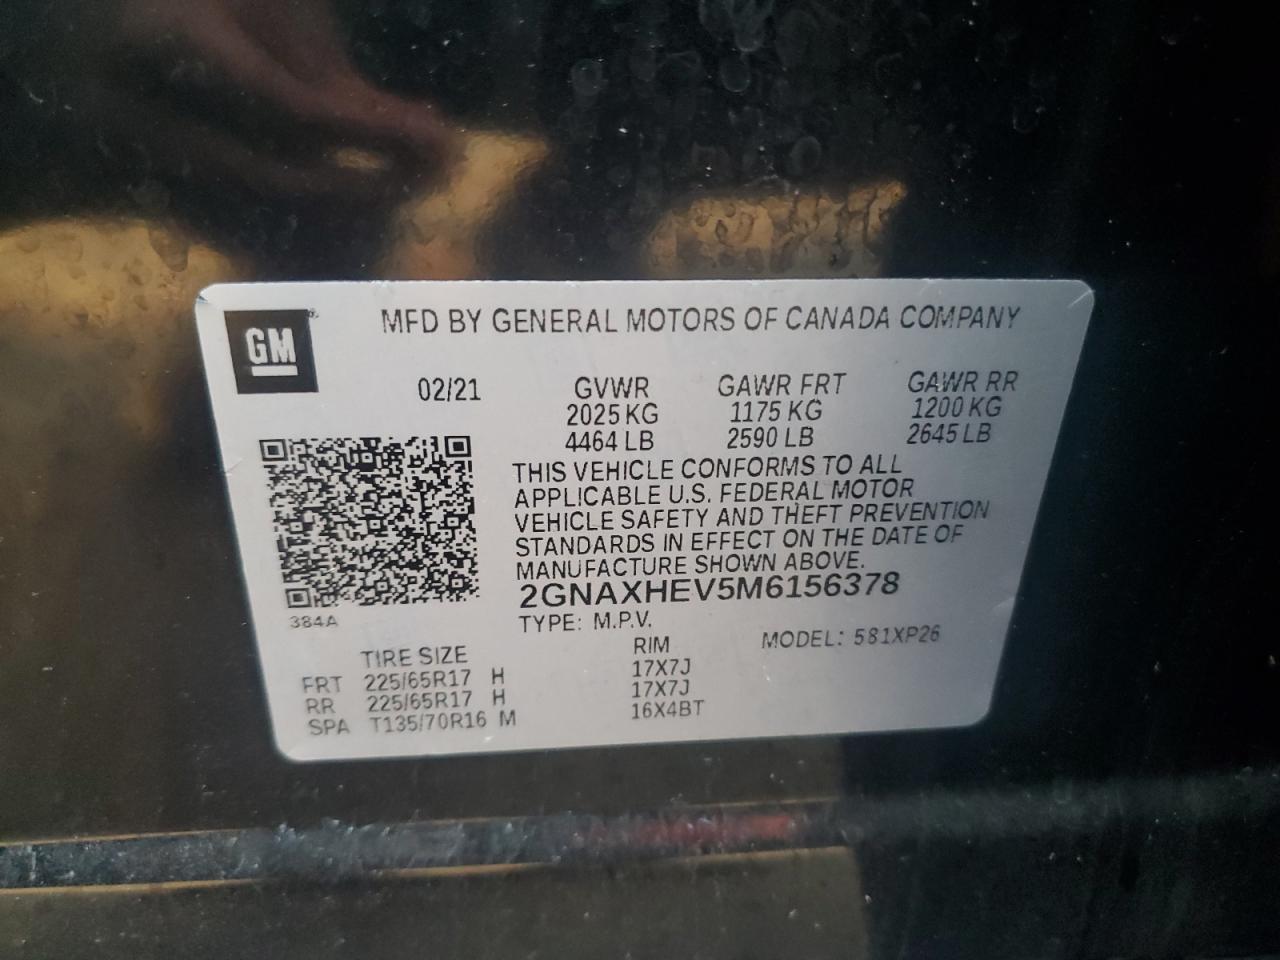 GM
MFD BY GENERAL MOTORS OF CANADA COMPANY
02/21 GVWR GAWR FRT GAWR RR
2025 KG 1175 KG 1200 KG
4464 LB 2590 LB 2645 LB
THIS VEHICLE CONFORMS TO ALL
APPLICABLE U.S. FEDERAL MOTOR
VEHICLE SAFETY AND THEFT PREVENTION
STANDARDS IN EFFECT ON THE DATE OF
MANUFACTURE SHOWN ABOVE.
2GNAXHEV5M6156378
384A
TYPE: M.P.V.
MODEL: 581XP26
TIRE SIZE RIM
FRT 225/65R17 H 17X7J
RR 225/65R17 H 17X7J
SPA T135/70R16 M 16X4BT